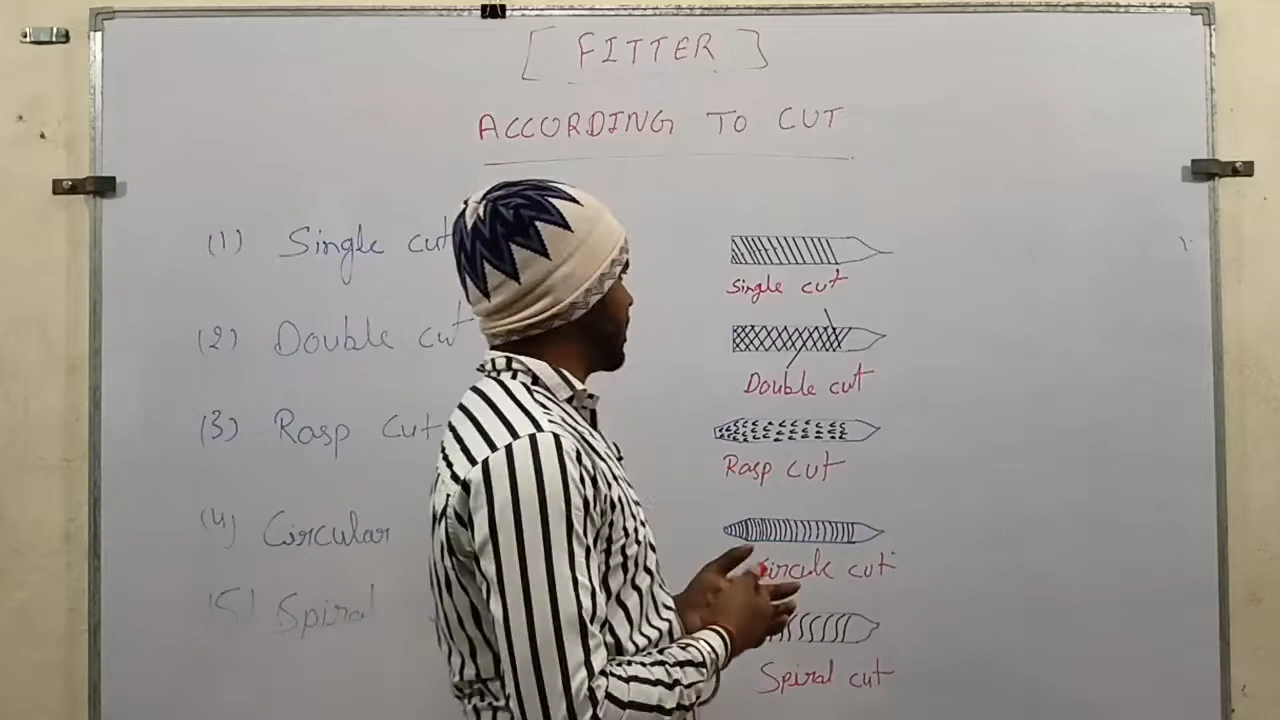 [ FITTER ]
ACCORDING TO CUT
(1) Single cut
(2) Double cut
(3) Rasp cut
(4) Circular
(5) Spiral
Single cut
Double cut
Rasp cut
cut
Spiral cut